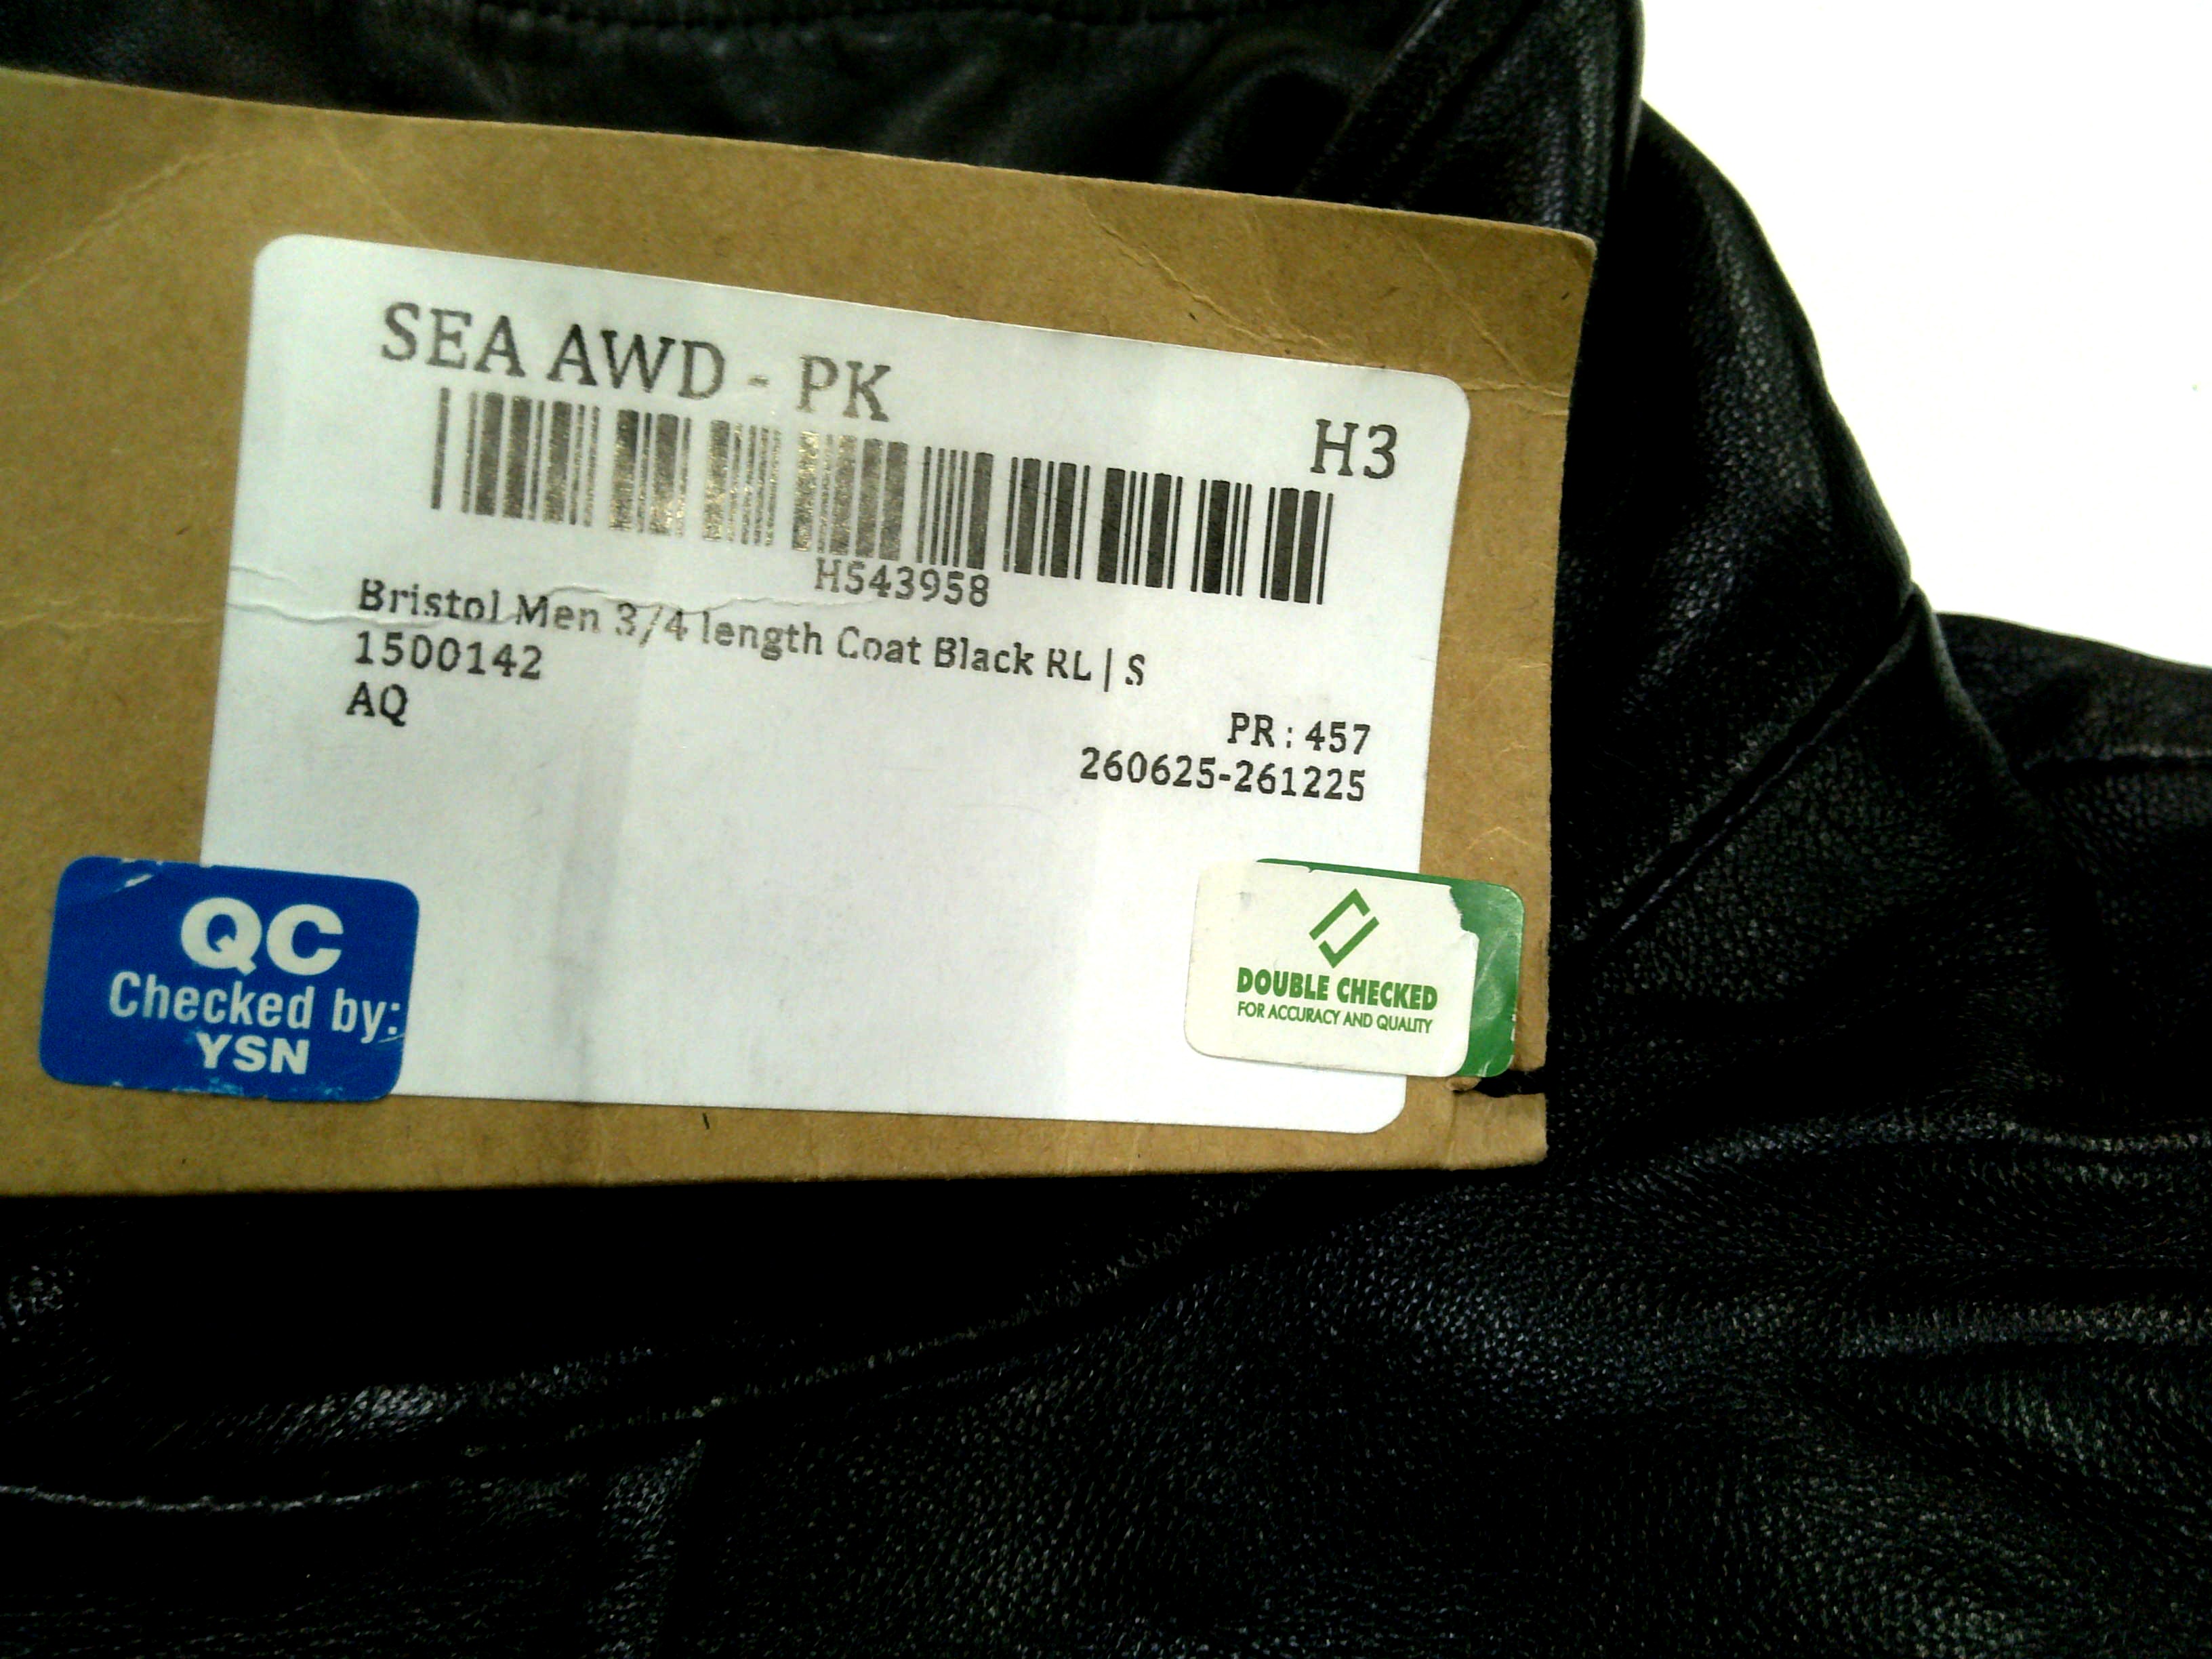 SEA AWD - PK
H3
H543958
Bristol Men 3/4 length Coat Black RL | S
1500142
AQ
PR : 457
260625-261225
QC
Checked by:
YSN
DOUBLE CHECKED
FOR ACCURACY AND QUALITY